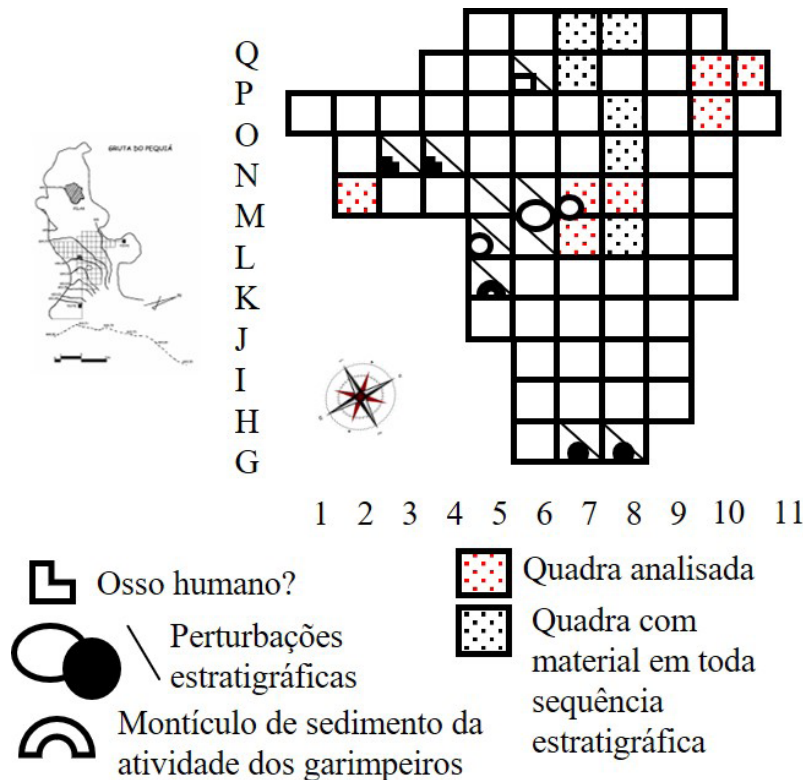 Q
P
O
N
M
L
K
J
I
H
G
GRUTA DO PEQUIÁ
1 2 3 4 5 6 7 8 9 10 11
Osso humano?
Perturbações
estratigráficas
Montículo de sedimento da
atividade dos garimpeiros
Quadra analisada
Quadra com
material em toda
sequência
estratigráfica